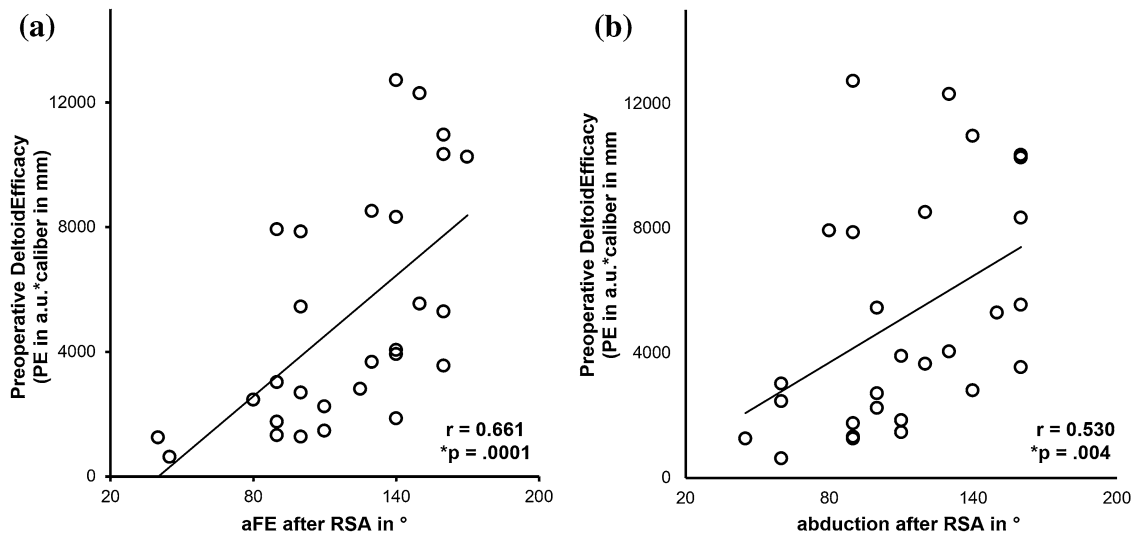 (a)
Preoperative DeltoidEfficacy
(PE in a.u.*caliber in mm)
12000
8000
4000
0
20
80
140
200
r = 0.661
*p = .0001
aFE after RSA in °
(b)
Preoperative DeltoidEfficacy
(PE in a.u.*caliber in mm
12000
8000
4000
0
20
80
140
200
r = 0.530
*p = .004
abduction after RSA in °